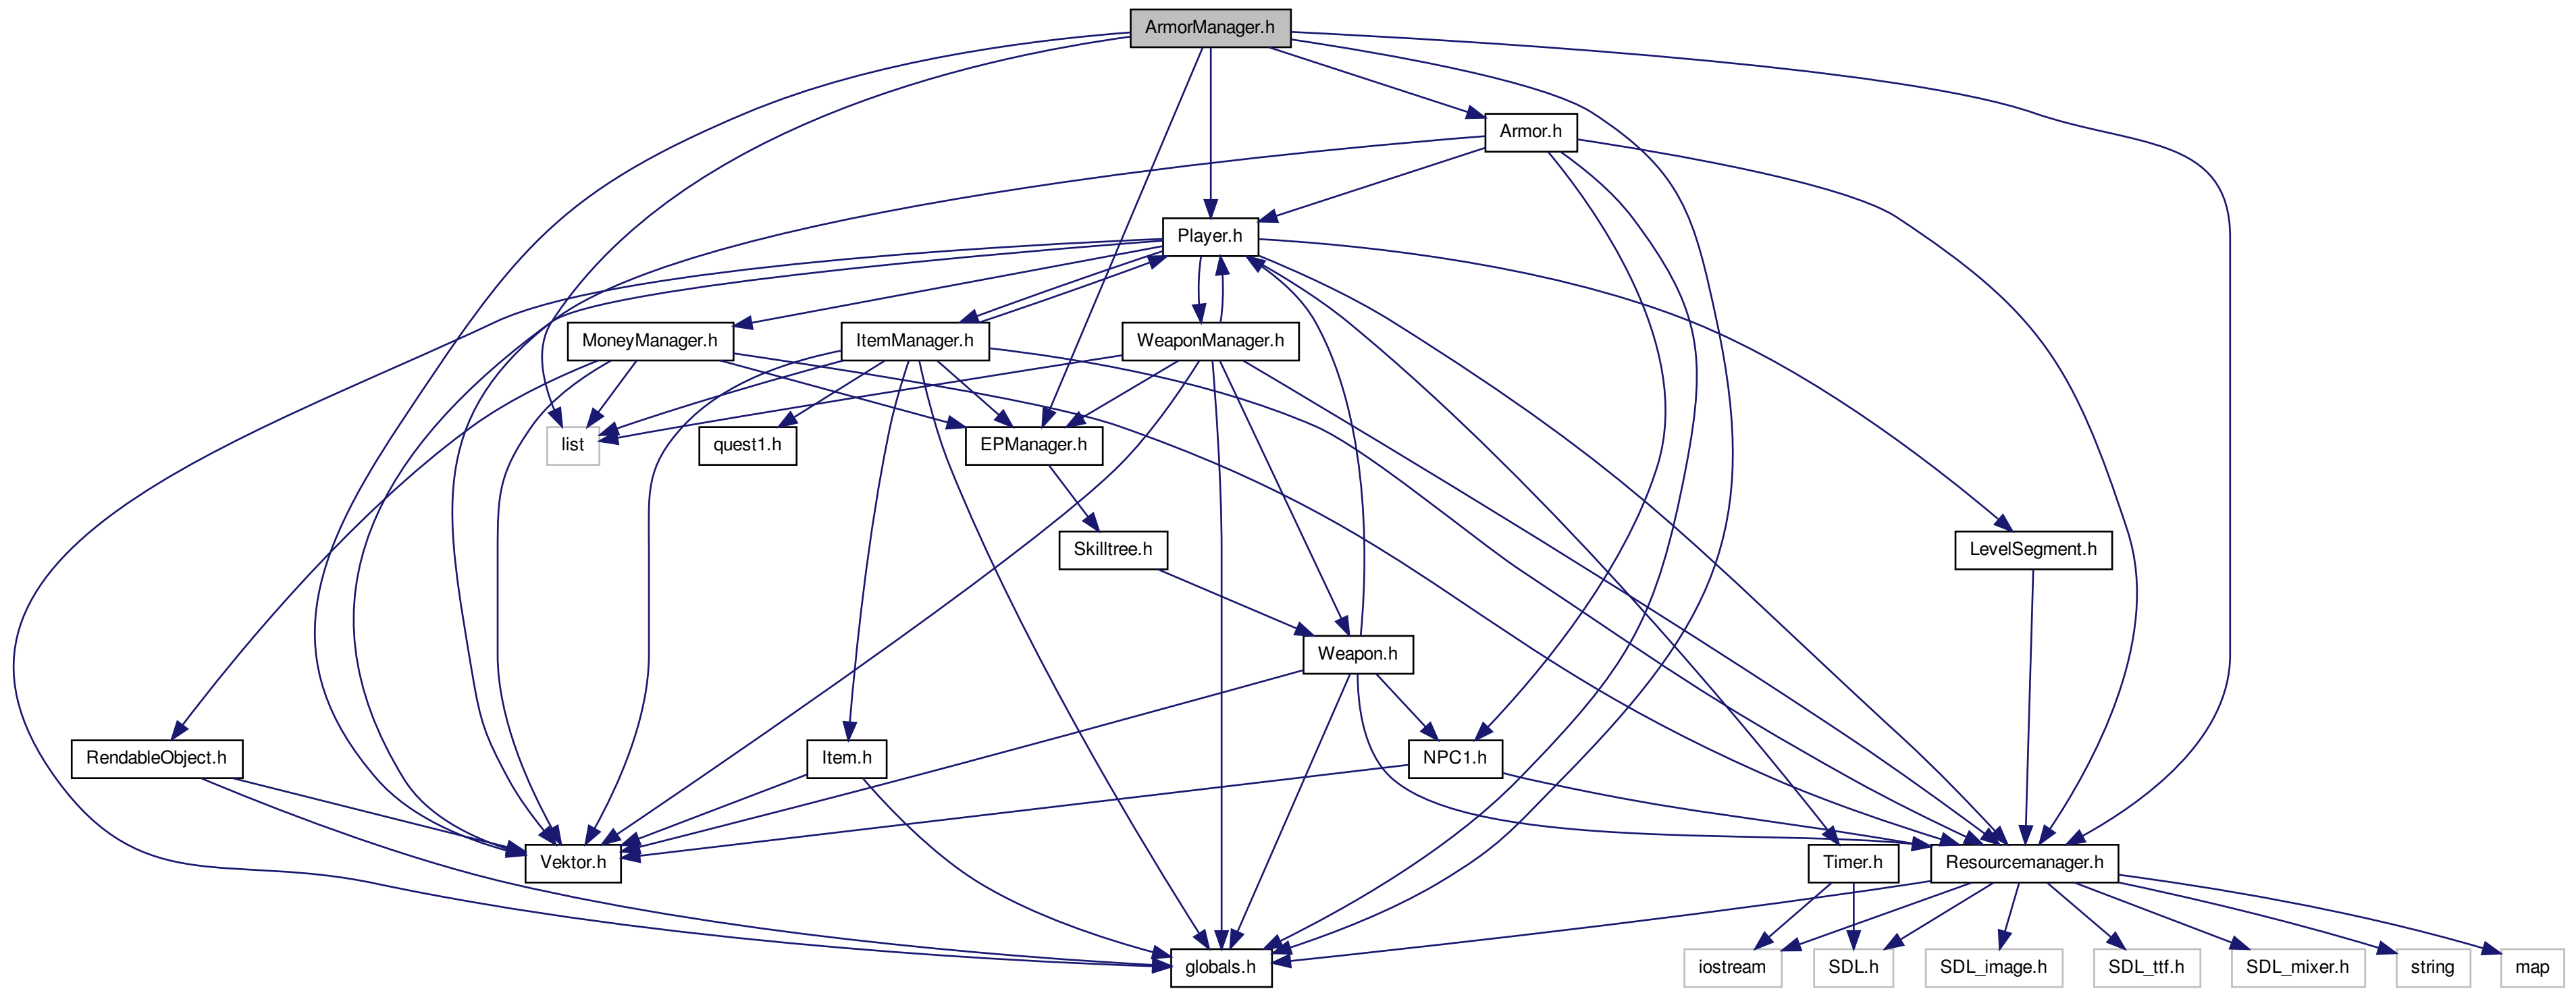 ArmorManager.h
Armor.h
Player.h
MoneyManager.h
ItemManager.h
WeaponManager.h
list
quest1.h
EPManager.h
Skilltree.h
LevelSegment.h
Weapon.h
RendableObject.h
Item.h
NPC1.h
Vektor.h
Timer.h
Resourcemanager.h
globals.h
iostream
SDL.h
SDL_image.h
SDL_ttf.h
SDL_mixer.h
string
map